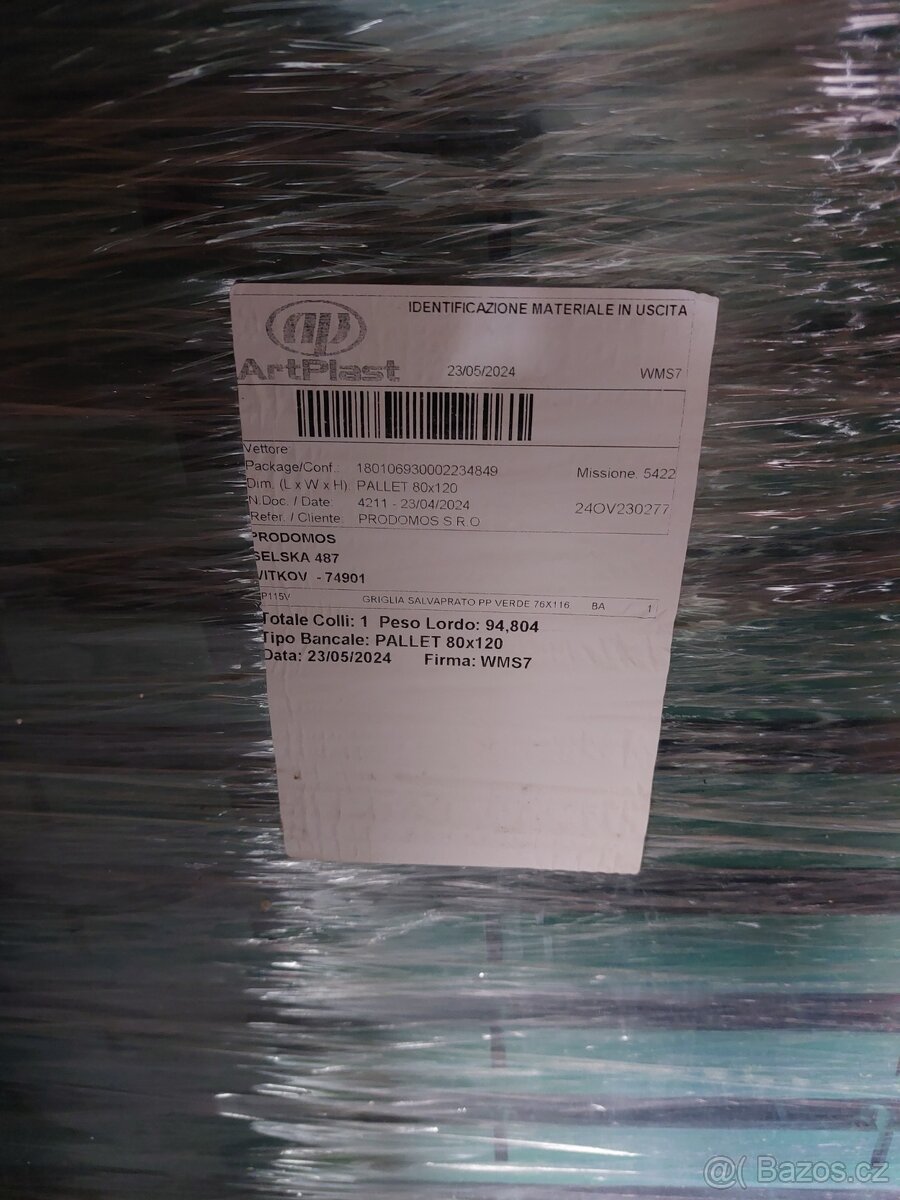 IDENTIFICAZIONE MATERIALE IN USCITA
ap
ArtPlast 23/05/2024 WMS7
Vettore
Package/Conf.: 180106930002234849 Missione. 5422
Dim. (L x W x H). PALLET 80x120
N.Doc. / Date: 4211 - 23/04/2024 24OV230277
Refer. / Cliente: PRODOMOS S R O
PRODOMOS
SELSKA 487
VITKOV - 74901
P115V GRIGLIA SALVAPRATO PP VERDE 76X116. BA 1
Totale Colli: 1 Peso Lordo: 94,804
Tipo Bancale: PALLET 80x120
Data: 23/05/2024 Firma: WMS7
@( Bazos.cz